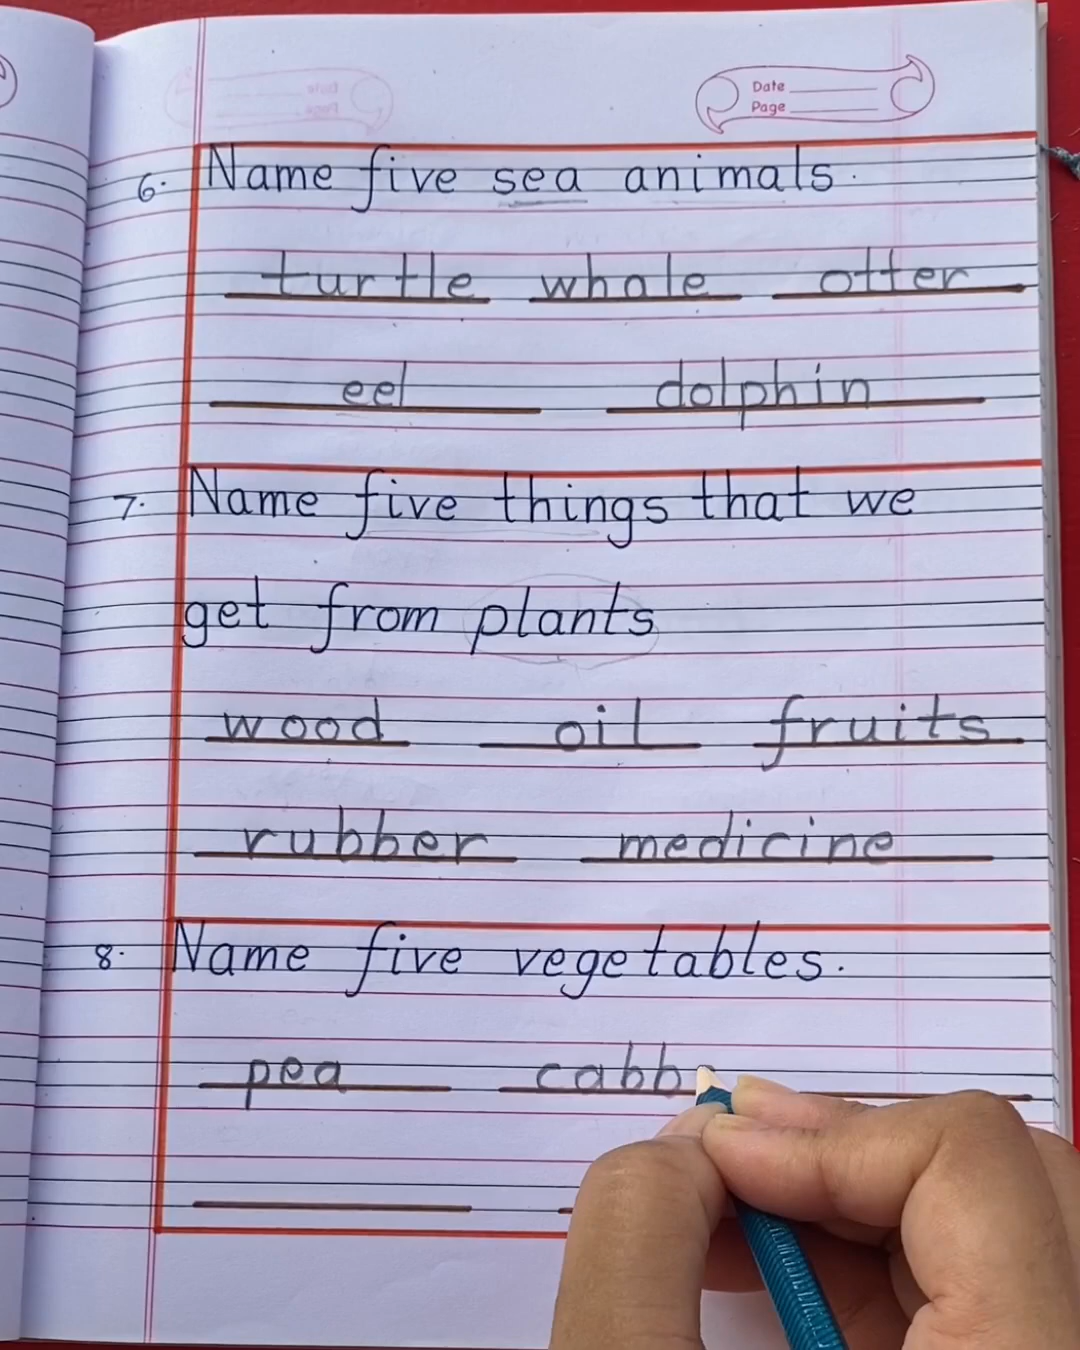 Date
Page
6. Name five sea animals.
turtle whale otter
eel dolphin
7. Name five things that we
get from plants
wood oil fruits
rubber medicine
8. Name five vegetables.
pea cabb